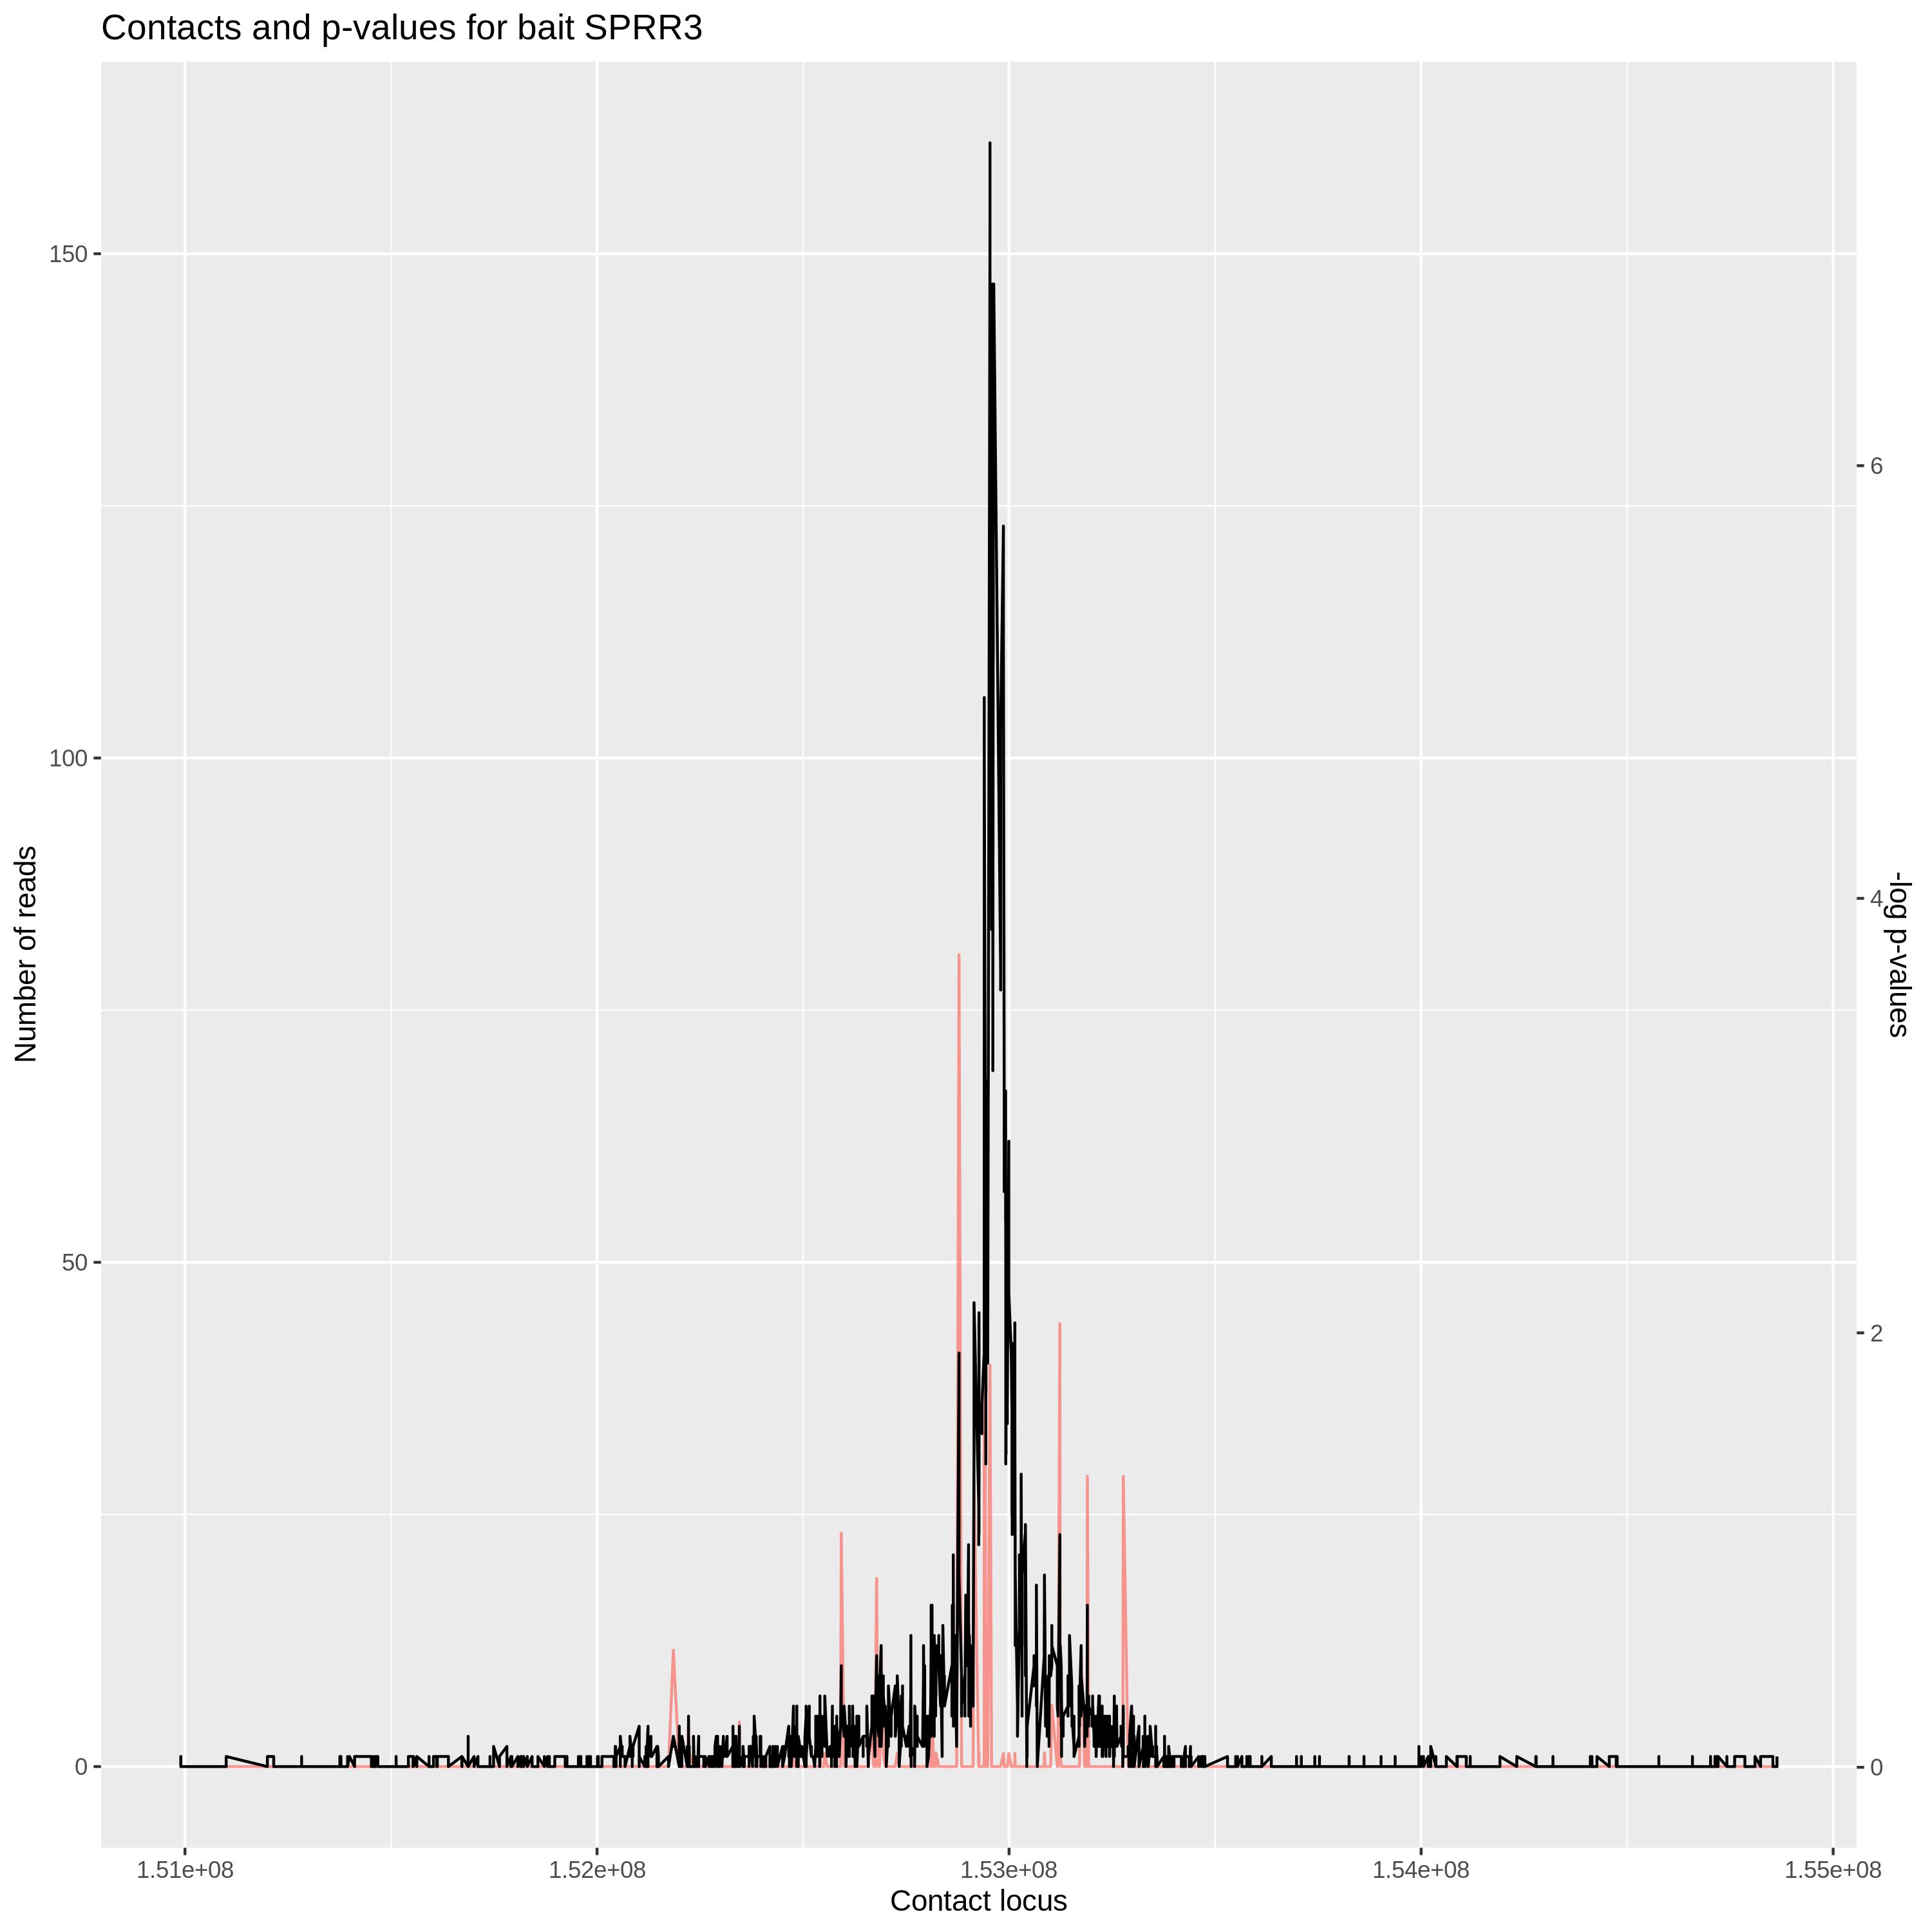 Contacts and p-values for bait SPRR3
150
100
50
0
Number of reads
6
4
2
0
-log p-values
1.51e+08
1.52e+08
1.53e+08
1.54e+08
1.55e+08
Contact locus